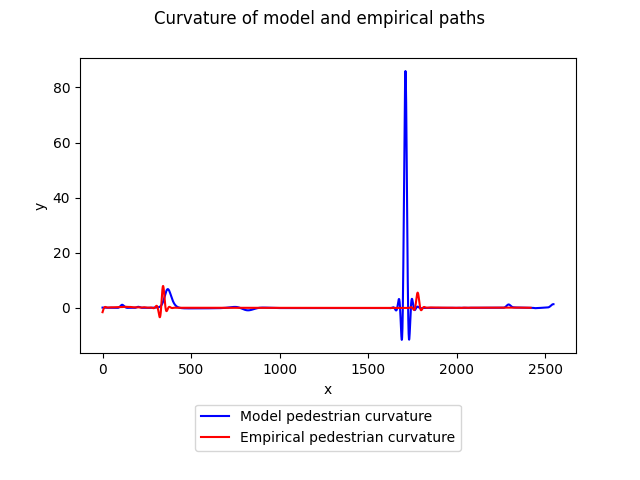 Curvature of model and empirical paths
80
60
40
20
0
y
0 500 1000 1500 2000 2500
x
Model pedestrian curvature
Empirical pedestrian curvature